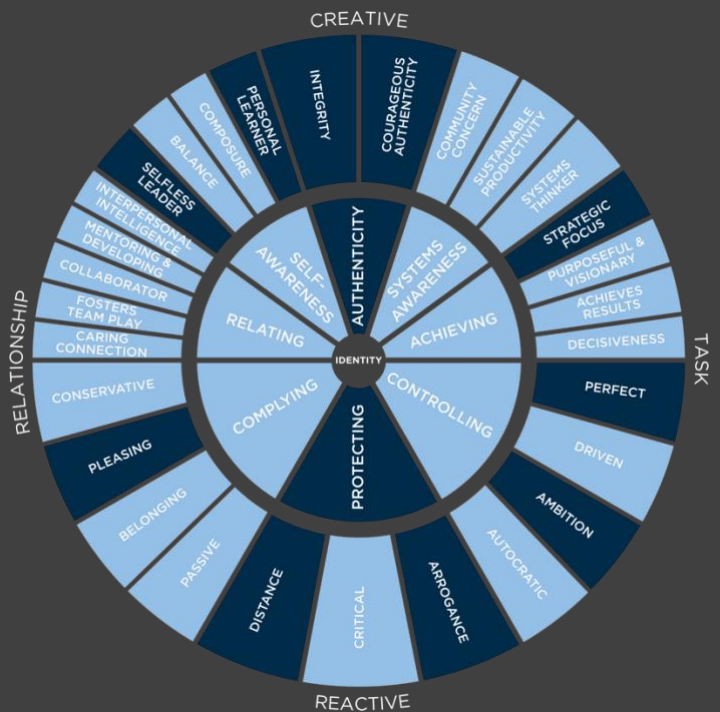 CREATIVE
PERSONAL
LEARNER
INTEGRITY
COURAGEOUS
AUTHENTICITY
COMMUNITY
CONCERN
SUSTAINABLE
PRODUCTIVITY
SYSTEMS
THINKER
STRATEGIC
FOCUS
PURPOSEFUL &
VISIONARY
ACHIEVES
RESULTS
DECISIVENESS
TASK
PERFECT
DRIVEN
AMBITION
AUTOCRATIC
ARROGANCE
CRITICAL
DISTANCE
PASSIVE
BELONGING
PLEASING
CONSERVATIVE
RELATIONSHIP
CARING
CONNECTION
FOSTERS
TEAM PLAY
COLLABORATOR
MENTORING &
DEVELOPING
INTERPERSONAL
INTELLIGENCE
SELFLESS
LEADER
BALANCE
COMPOSURE
SELF-
AWARENESS
AUTHENTICITY
SYSTEMS
AWARENESS
RELATING
ACHIEVING
IDENTITY
COMPLYING
CONTROLLING
PROTECTING
REACTIVE